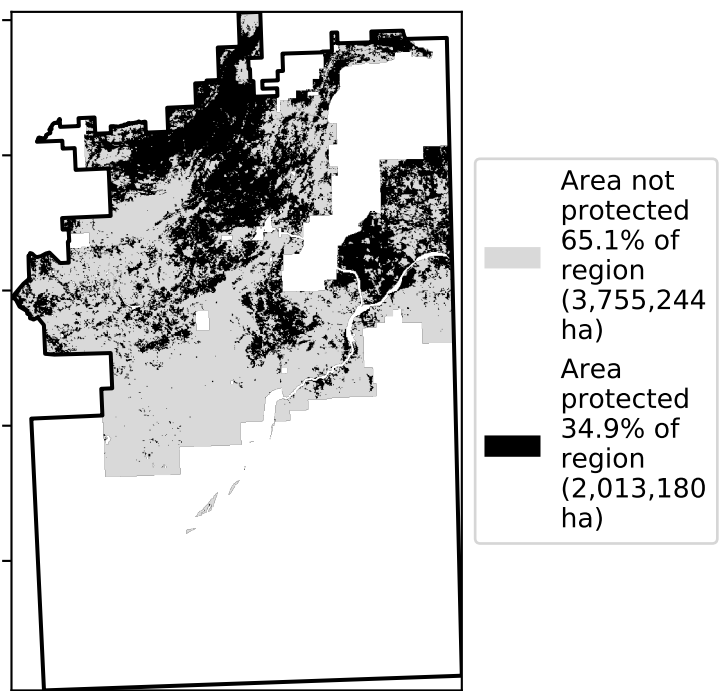 Area not
protected
65.1% of
region
(3,755,244
ha)
Area
protected
34.9% of
region
(2,013,180
ha)